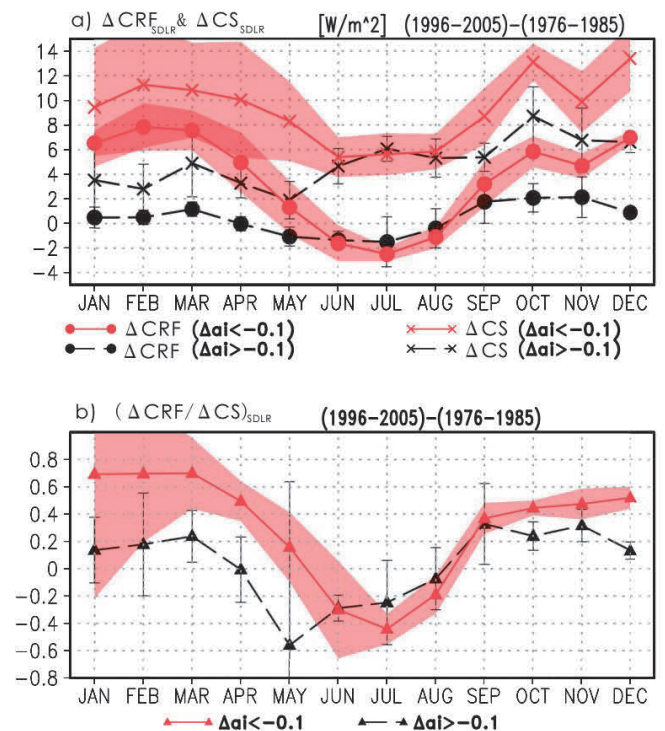 a) ΔCRF_SDLR & ΔCS_SDLR [W/m^2] (1996−2005)−(1976−1985)
14
12
10
8
6
4
2
0
−2
−4
JAN FEB MAR APR MAY JUN JUL AUG SEP OCT NOV DEC
ΔCRF (Δai<−0.1) ΔCS (Δai<−0.1)
ΔCRF (Δai>−0.1) ΔCS (Δai>−0.1)
b) (ΔCRF/ΔCS)_SDLR (1996−2005)−(1976−1985)
0.8
0.6
0.4
0.2
0
−0.2
−0.4
−0.6
−0.8
JAN FEB MAR APR MAY JUN JUL AUG SEP OCT NOV DEC
Δai<−0.1 Δai>−0.1